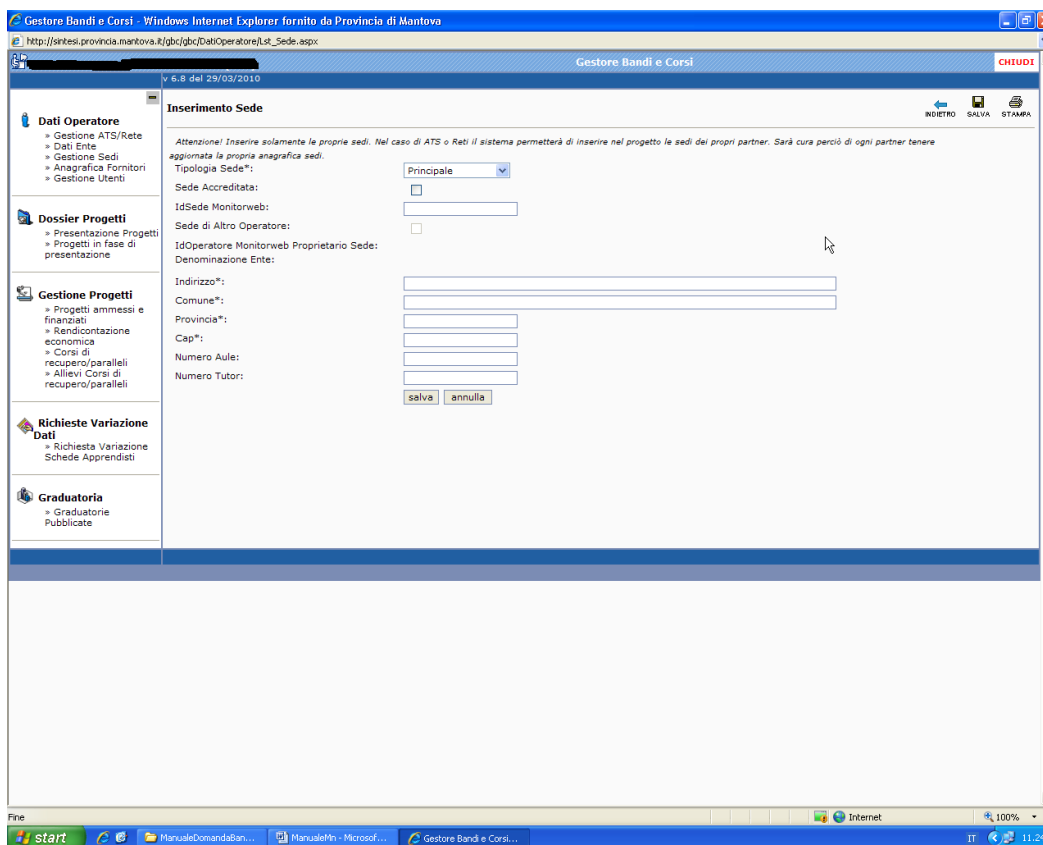 Gestore Bandi e Corsi - Windows Internet Explorer fornito da Provincia di Mantova
http://sintesi.provincia.mantova.it/gbc/gbc/DatiOperatore/Lst_Sede.aspx
Gestore Bandi e Corsi
CHIUDI
v 6.8 del 29/03/2010
Dati Operatore
» Gestione ATS/Rete
» Dati Ente
» Gestione Sedi
» Anagrafica Fornitori
» Gestione Utenti
Dossier Progetti
» Presentazione Progetti
» Progetti in fase di
presentazione
Gestione Progetti
» Progetti ammessi e
finanziati
» Rendicontazione
economica
» Corsi di
recupero/paralleli
» Allievi Corsi di
recupero/paralleli
Richieste Variazione
Dati
» Richiesta Variazione
Schede Apprendisti
Graduatoria
» Graduatorie
Pubblicate
Inserimento Sede
INDIETRO SALVA STAMPA
Attenzione! Inserire solamente le proprie sedi. Nel caso di ATS o Reti il sistema permetterà di inserire nel progetto le sedi dei propri partner. Sarà cura perciò di ogni partner tenere
aggiornata la propria anagrafica sedi.
Tipologia Sede*: Principale
Sede Accreditata:
IdSede Monitorweb:
Sede di Altro Operatore:
IdOperatore Monitorweb Proprietario Sede:
Denominazione Ente:
Indirizzo*:
Comune*:
Provincia*:
Cap*:
Numero Aule:
Numero Tutor:
salva annulla
Fine Internet 100%
start ManualeDomandaBan... ManualeMn - Microsof... Gestore Bandi e Corsi... IT 11.24